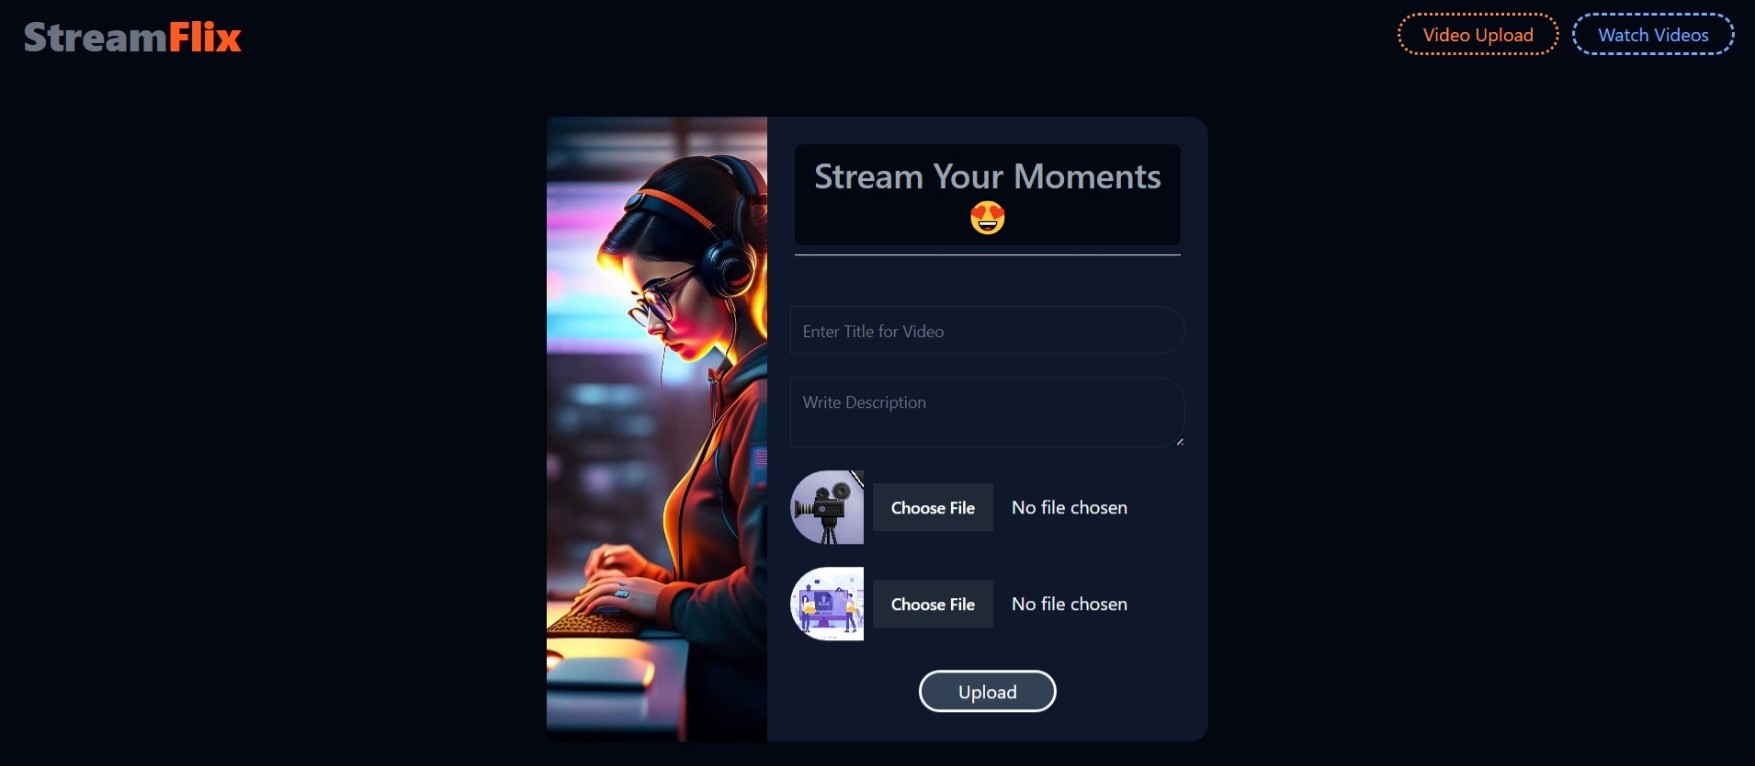 StreamFlix
Video Upload
Watch Videos
Stream Your Moments
😍
Enter Title for Video
Write Description
Choose File No file chosen
Choose File No file chosen
Upload